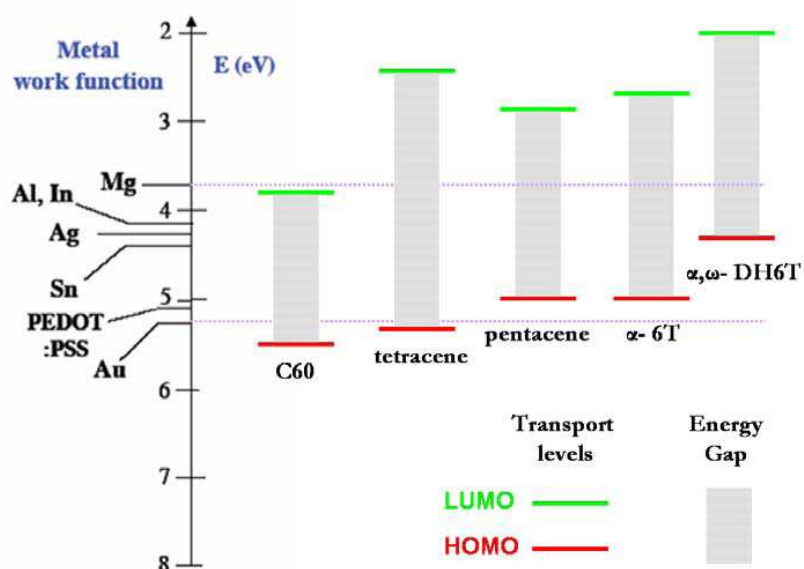 Metal
work function
E (eV)
2
3
4
5
6
7
8
Mg
Al, In
Ag
Sn
PEDOT
:PSS
Au
C60
tetracene
pentacene
α- 6T
α,ω- DH6T
Transport
levels
Energy
Gap
LUMO
HOMO